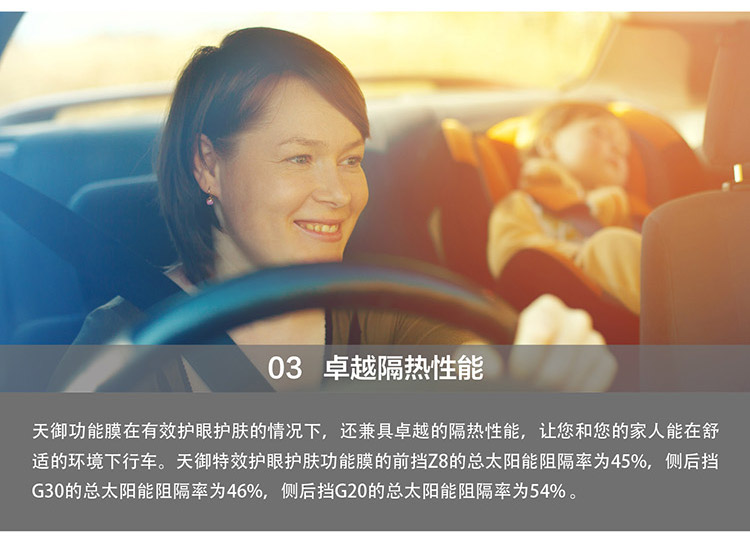 03 卓越隔热性能
天御功能膜在有效护眼护肤的情况下，还兼具卓越的隔热性能，让您和您的家人能在舒
适的环境下行车。天御特效护眼护肤功能膜的前挡Z8的总太阳能阻隔率为45%，侧后挡
G30的总太阳能阻隔率为46%，侧后挡G20的总太阳能阻隔率为54% 。